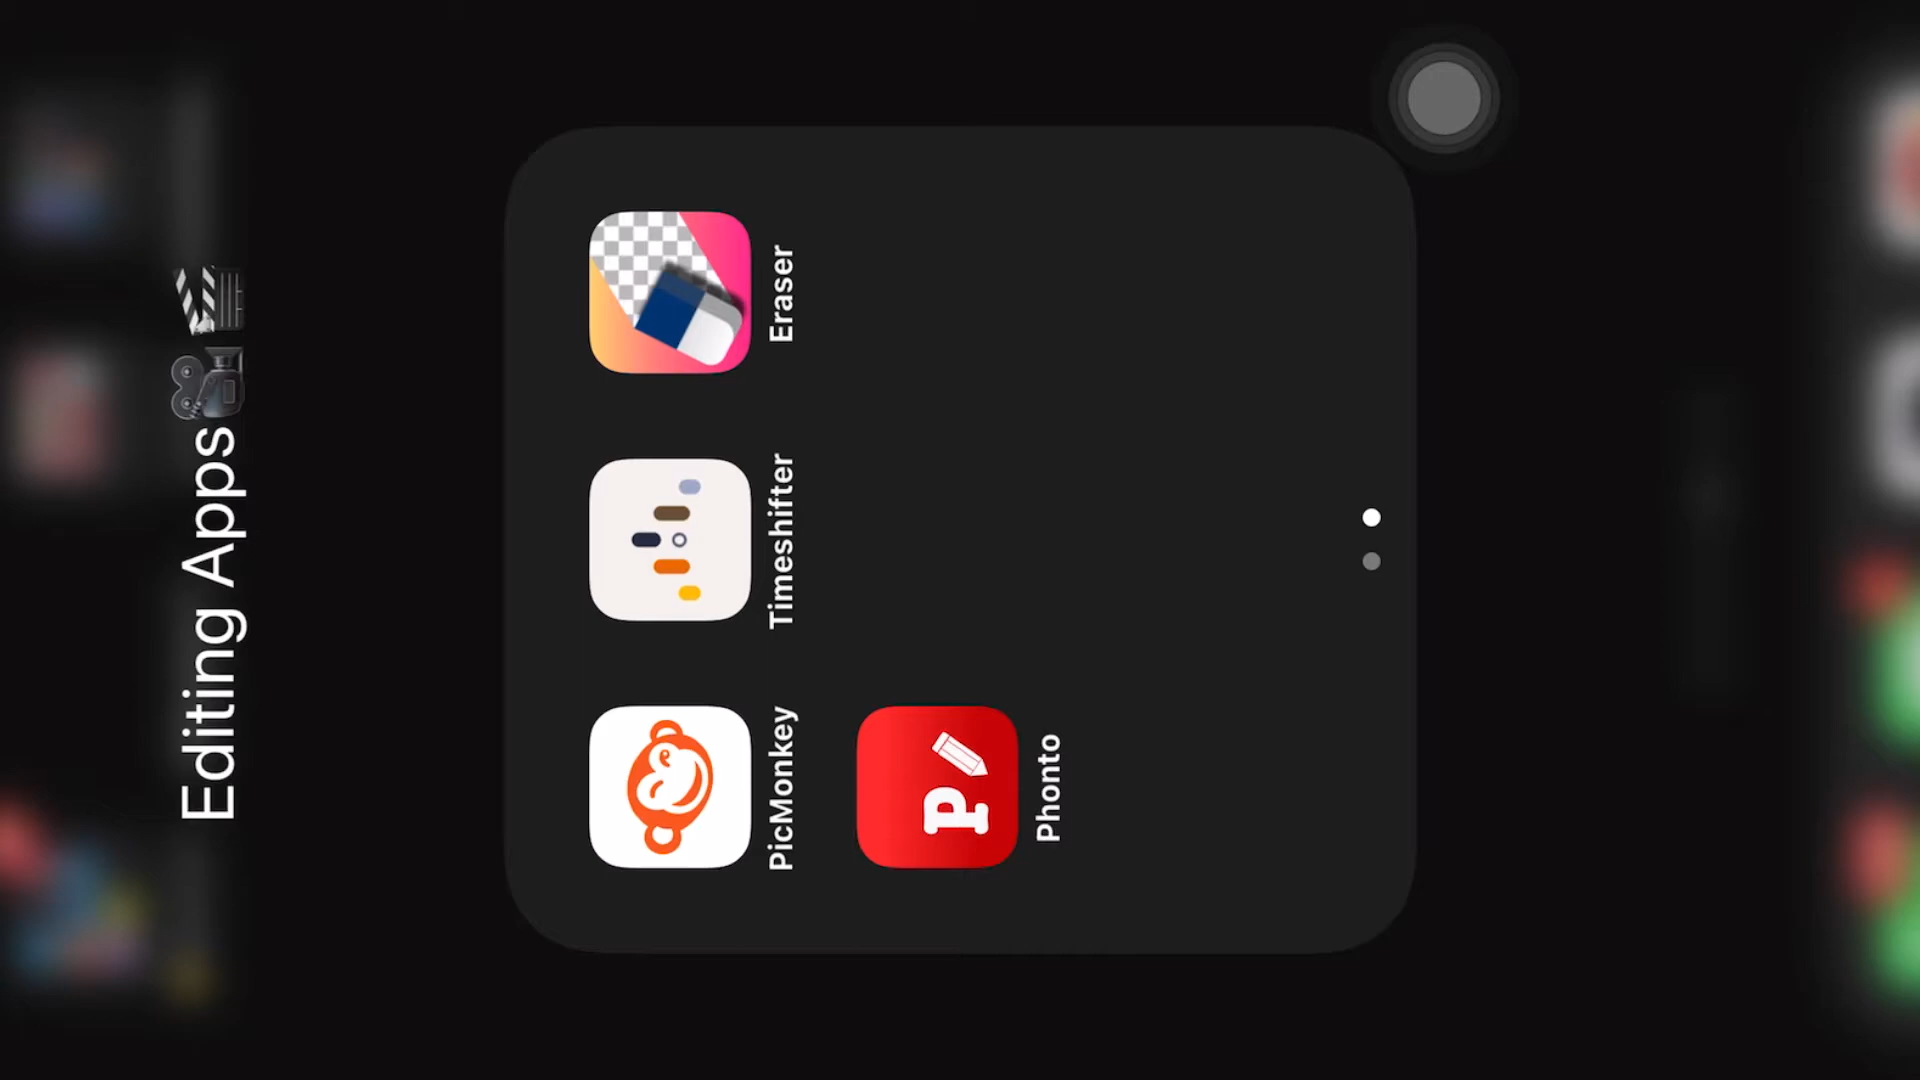 Editing Apps🎥🎬
PicMonkey
Timeshifter
Eraser
P
Phonto